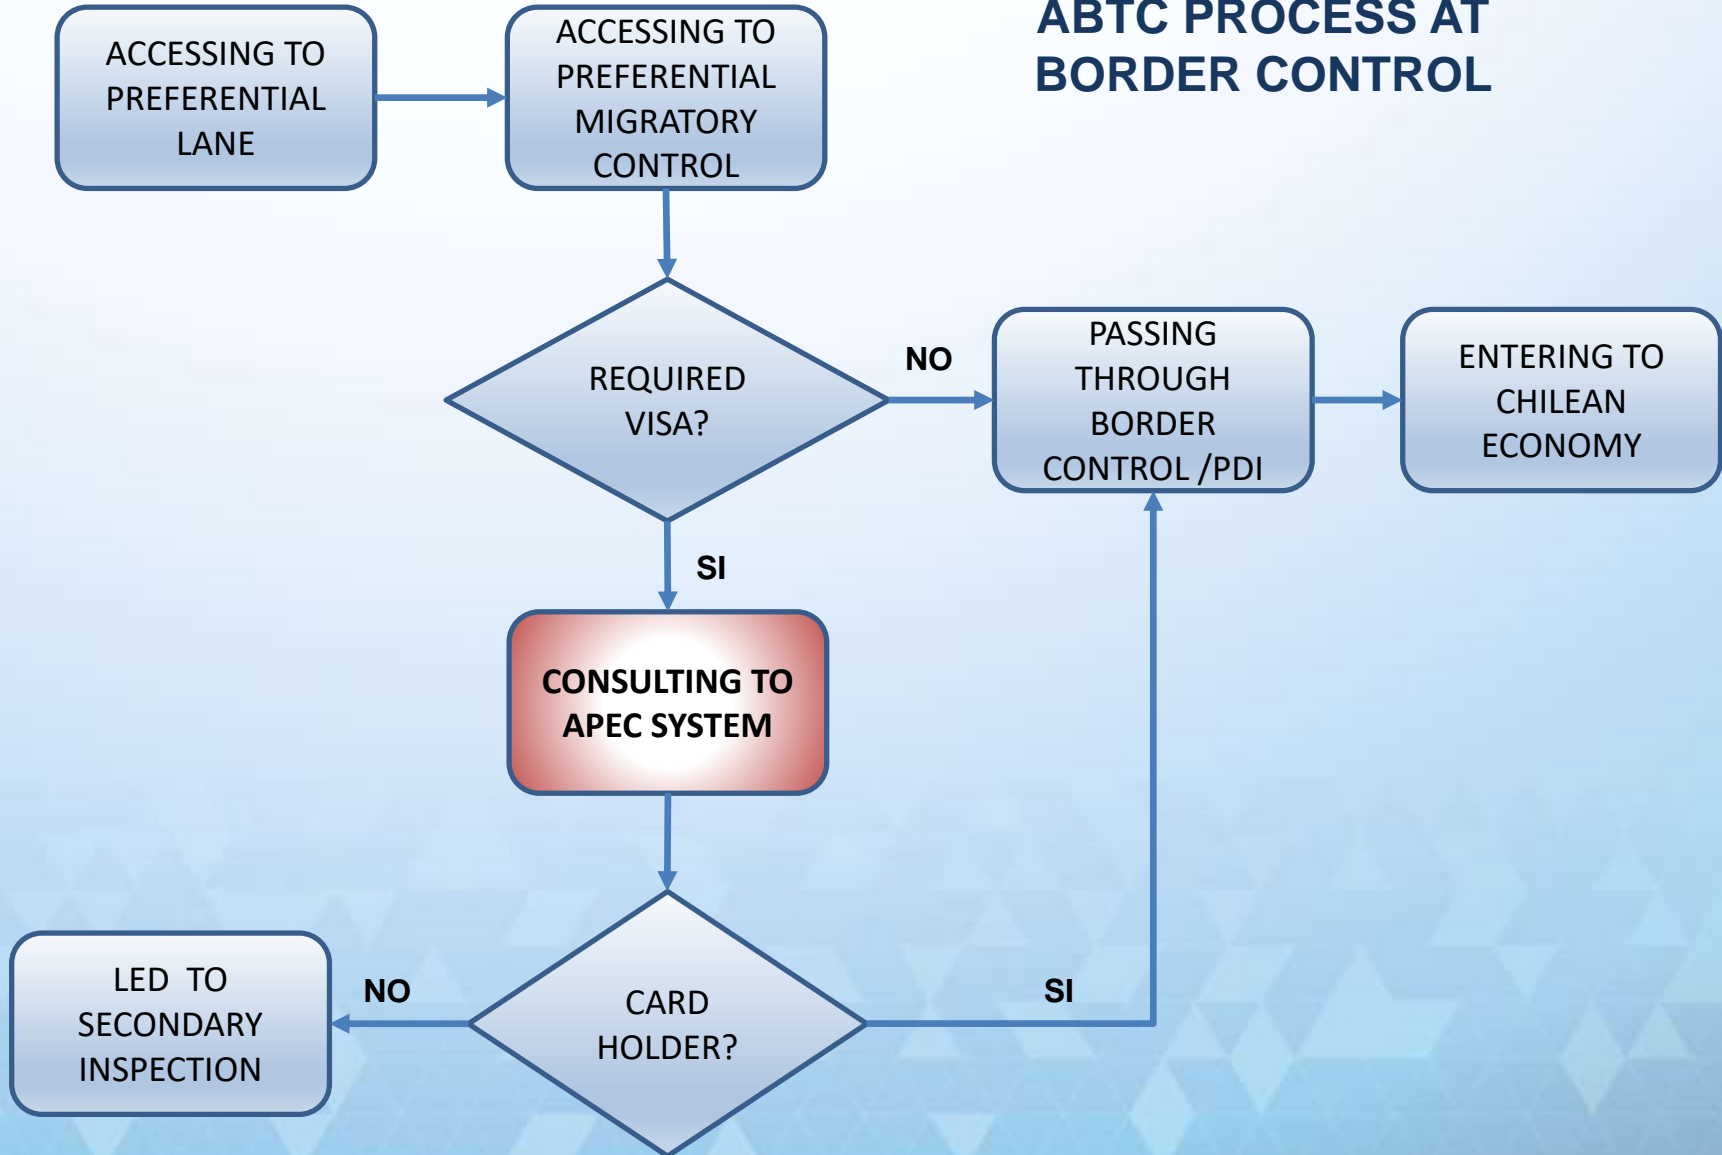 ABTC PROCESS AT
BORDER CONTROL
ACCESSING TO
PREFERENTIAL
LANE
ACCESSING TO
PREFERENTIAL
MIGRATORY
CONTROL
REQUIRED
VISA?
NO
PASSING
THROUGH
BORDER
CONTROL /PDI
ENTERING TO
CHILEAN
ECONOMY
SI
CONSULTING TO
APEC SYSTEM
CARD
HOLDER?
NO
LED TO
SECONDARY
INSPECTION
SI